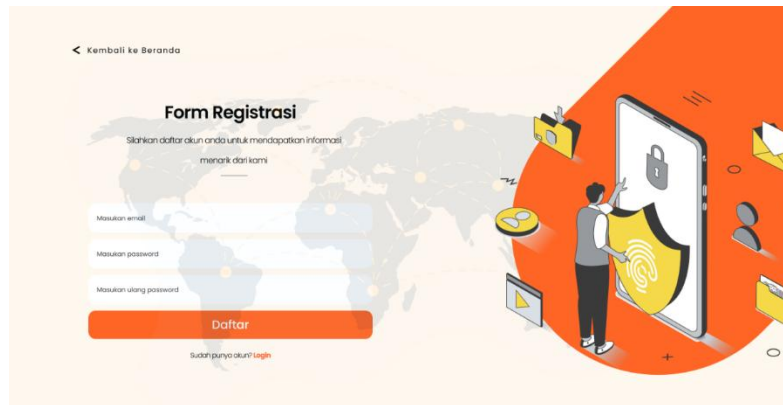 Kembali ke Beranda
Form Registrasi
Silahkan daftar akun anda untuk mendapatkan informasi
menarik dari kami
Masukan email
Masukan password
Masukan ulang password
Daftar
Sudah punya akun? Login